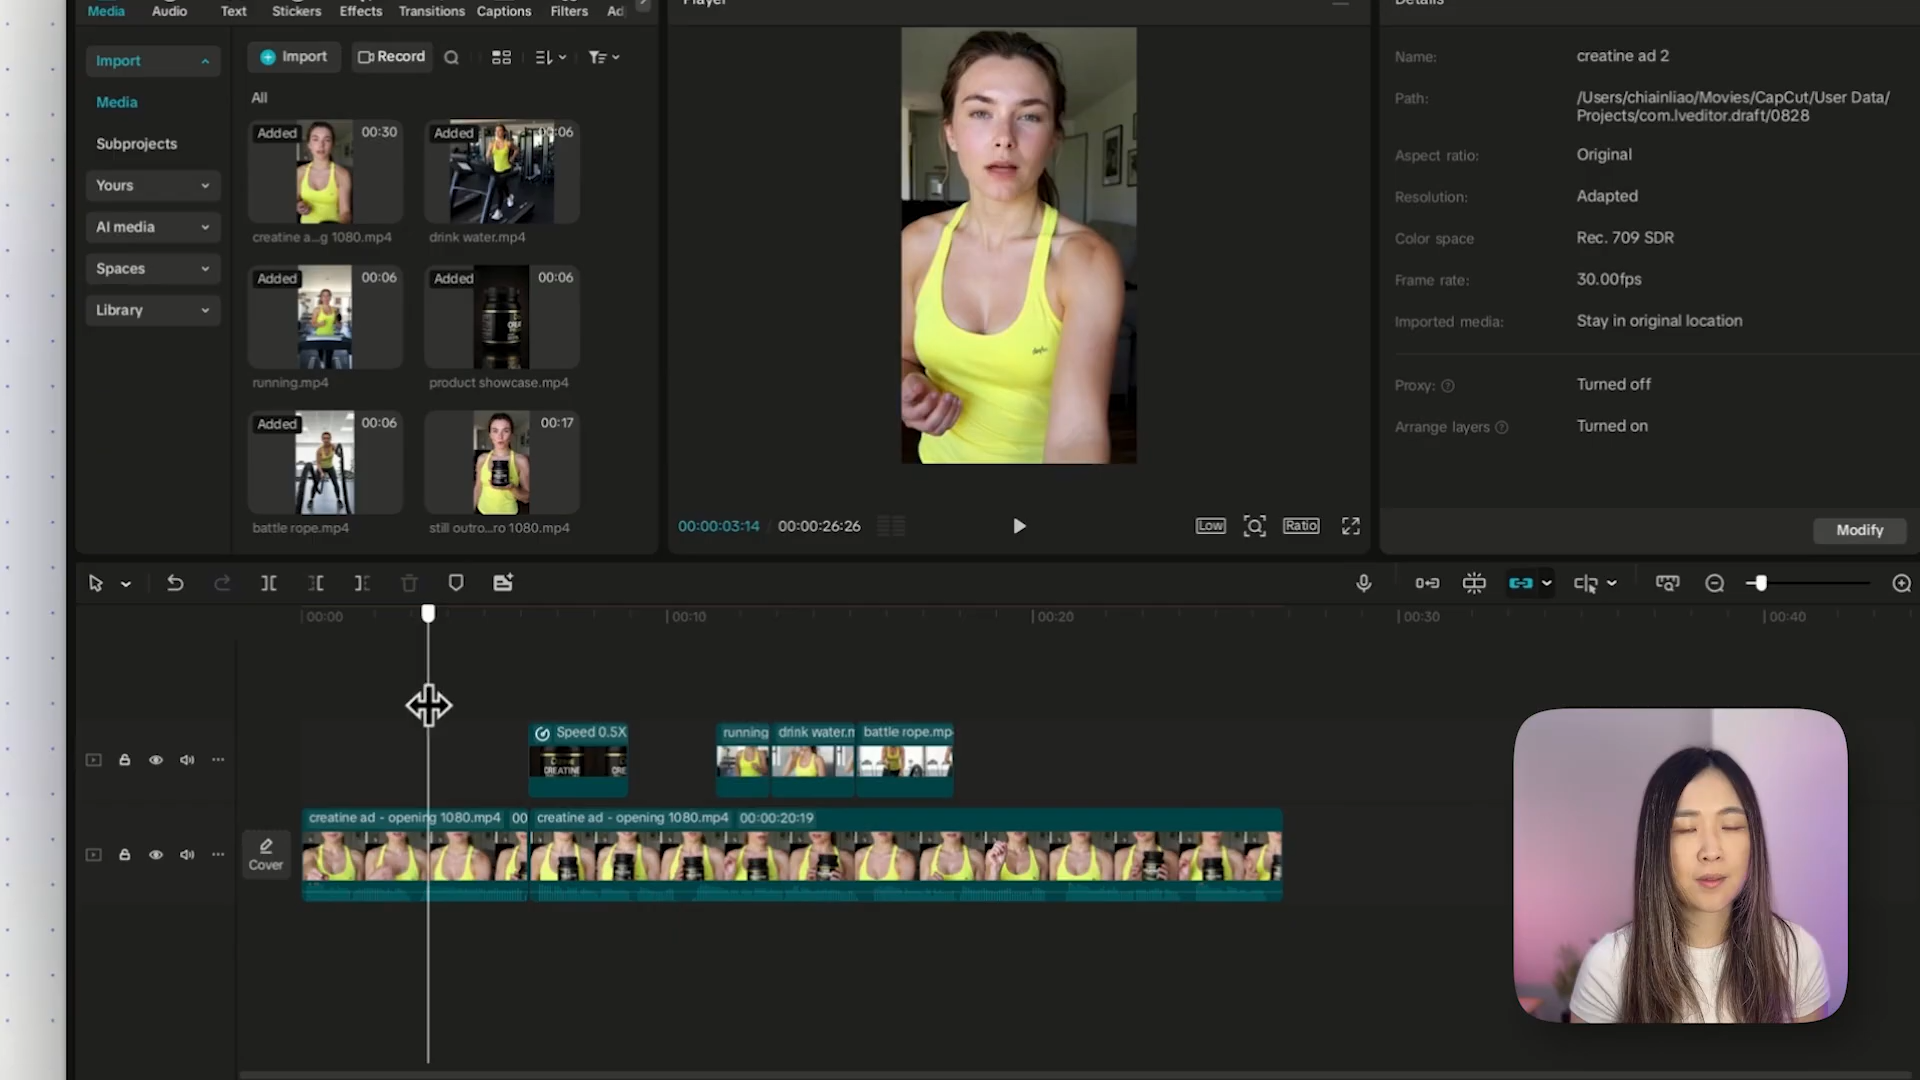 Media Audio Text Stickers Effects Transitions Captions Filters Ad
Player
Details
Import
Media
Subprojects
Yours
AI media
Spaces
Library
Import Record
All
Added 00:30
creatine a...g 1080.mp4
Added 00:06
drink water.mp4
Added 00:06
running.mp4
Added 00:06
product showcase.mp4
Added 00:06
battle rope.mp4
00:17
still outro...ro 1080.mp4
00:00:03:14 00:00:26:26
Low Ratio
Name: creatine ad 2
Path: /Users/chiainliao/Movies/CapCut/User Data/
Projects/com.lveditor.draft/0828
Aspect ratio: Original
Resolution: Adapted
Color space Rec. 709 SDR
Frame rate: 30.00fps
Imported media: Stay in original location
Proxy: Turned off
Arrange layers Turned on
Modify
00:00 00:10 00:20 00:30 00:40
Speed 0.5X
CREATINE
running drink water.m battle rope.mp
Cover
creatine ad - opening 1080.mp4 00
creatine ad - opening 1080.mp4 00:00:20:19